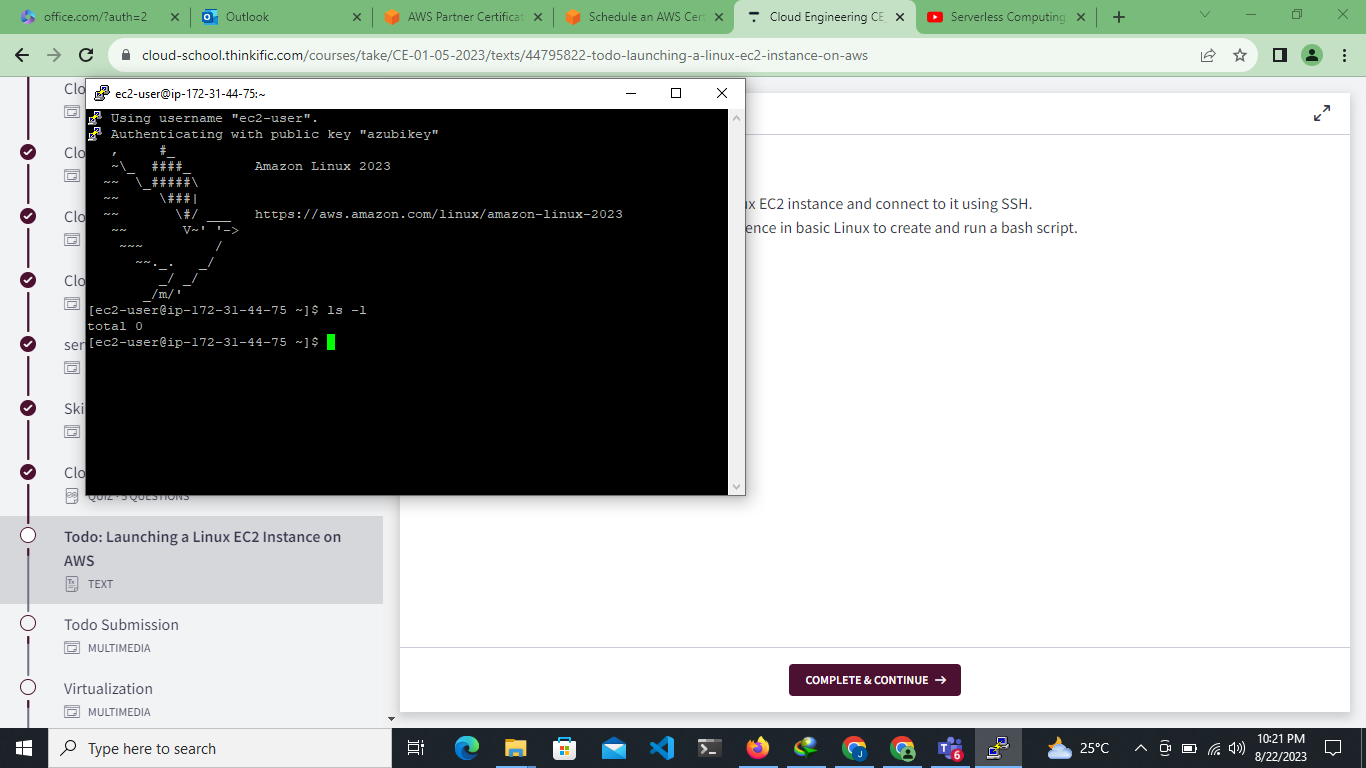 office.com/?auth=2
Outlook
AWS Partner Certificat
Schedule an AWS Cert
Cloud Engineering CE_
Serverless Computing
cloud-school.thinkific.com/courses/take/CE-01-05-2023/texts/44795822-todo-launching-a-linux-ec2-instance-on-aws
ec2-user@ip-172-31-44-75:~
Using username "ec2-user".
Authenticating with public key "azubikey"
   ,     #_
   ~\_  ####_        Amazon Linux 2023
  ~~  \_#####\
  ~~     \###|
  ~~       \#/ ___   https://aws.amazon.com/linux/amazon-linux-2023
   ~~       V~' '->
    ~~~         /
      ~~._.   _/
         _/ _/
       _/m/'
[ec2-user@ip-172-31-44-75 ~]$ ls -l
total 0
[ec2-user@ip-172-31-44-75 ~]$
x EC2 instance and connect to it using SSH.
ence in basic Linux to create and run a bash script.
Clo
Clo
Clo
Clo
ser
Ski
Clo
QUIZ · 5 QUESTIONS
Todo: Launching a Linux EC2 Instance on
AWS
TEXT
Todo Submission
MULTIMEDIA
Virtualization
MULTIMEDIA
COMPLETE & CONTINUE →
Type here to search
6
25°C
10:21 PM
8/22/2023